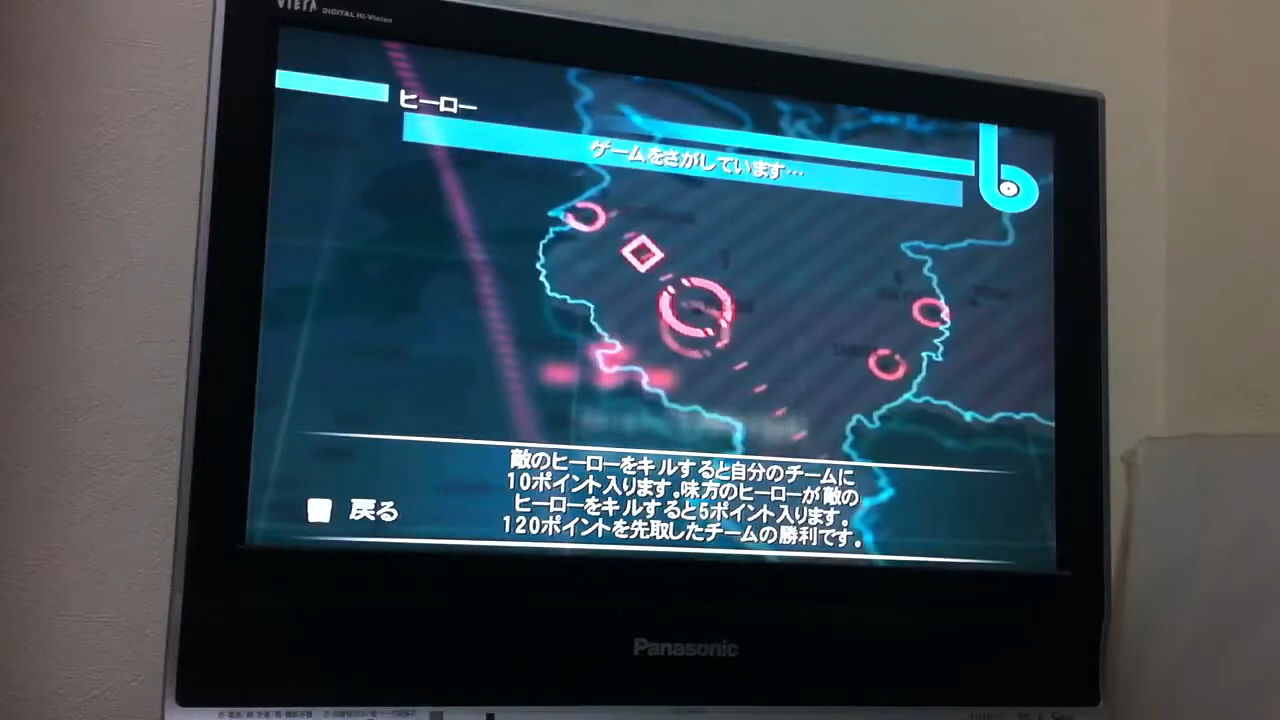 VIERA DIGITAL Hi-Vision
ヒーロー
ゲームをさがしています…
敵のヒーローをキルすると自分のチームに
10ポイント入ります。味方のヒーローが敵の
ヒーローをキルすると5ポイント入ります。
120ポイントを先取したチームの勝利です。
戻る
Panasonic